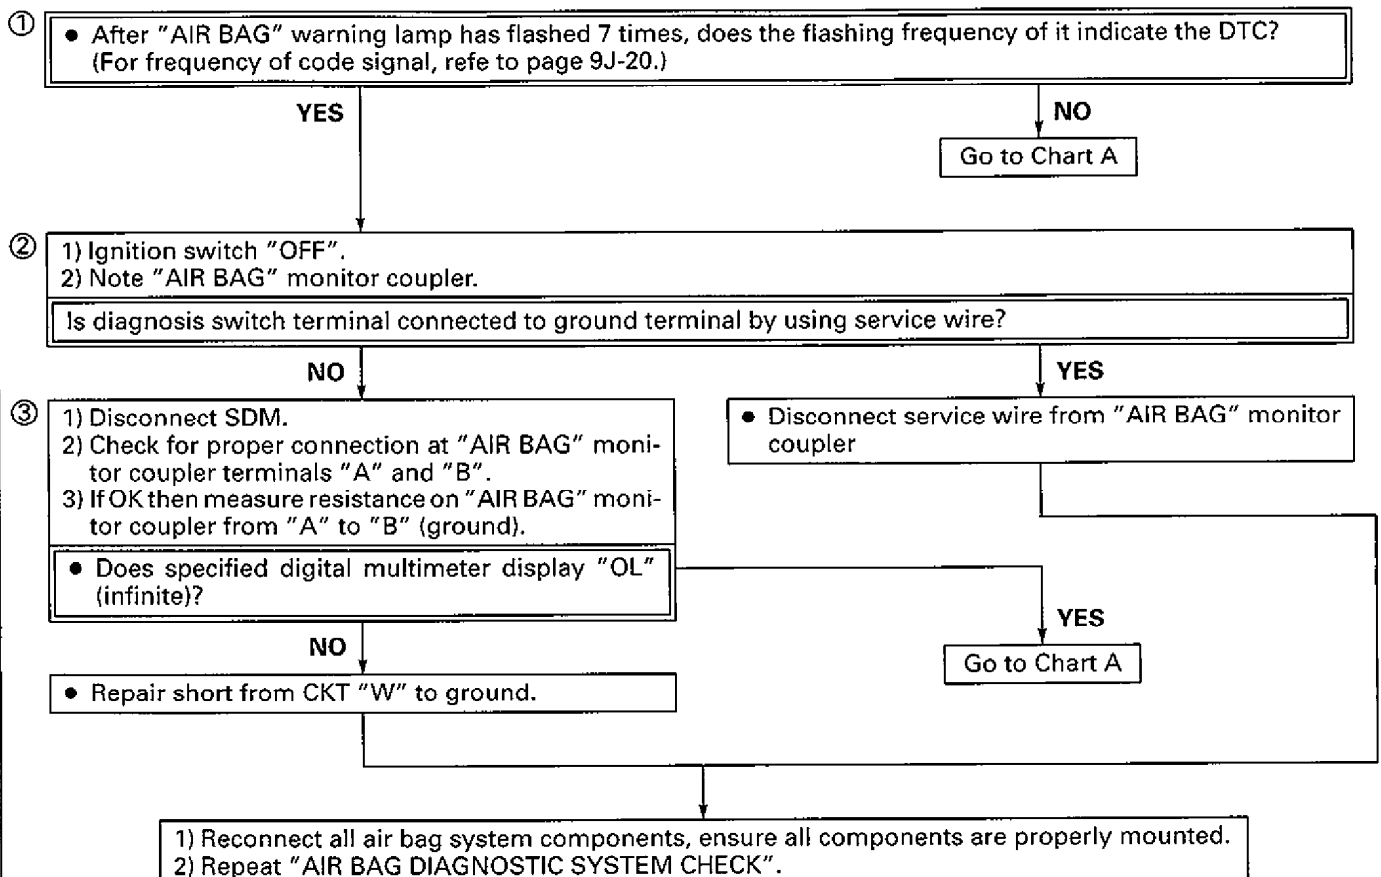 ① • After "AIR BAG" warning lamp has flashed 7 times, does the flashing frequency of it indicate the DTC?
(For frequency of code signal, refe to page 9J-20.)
YES
NO
Go to Chart A
② 1) Ignition switch "OFF".
2) Note "AIR BAG" monitor coupler.
Is diagnosis switch terminal connected to ground terminal by using service wire?
NO
YES
③ 1) Disconnect SDM.
2) Check for proper connection at "AIR BAG" moni-
tor coupler terminals "A" and "B".
3) If OK then measure resistance on "AIR BAG" moni-
tor coupler from "A" to "B" (ground).
• Does specified digital multimeter display "OL"
(infinite)?
• Disconnect service wire from "AIR BAG" monitor
coupler
YES
Go to Chart A
NO
• Repair short from CKT "W" to ground.
1) Reconnect all air bag system components, ensure all components are properly mounted.
2) Repeat "AIR BAG DIAGNOSTIC SYSTEM CHECK".